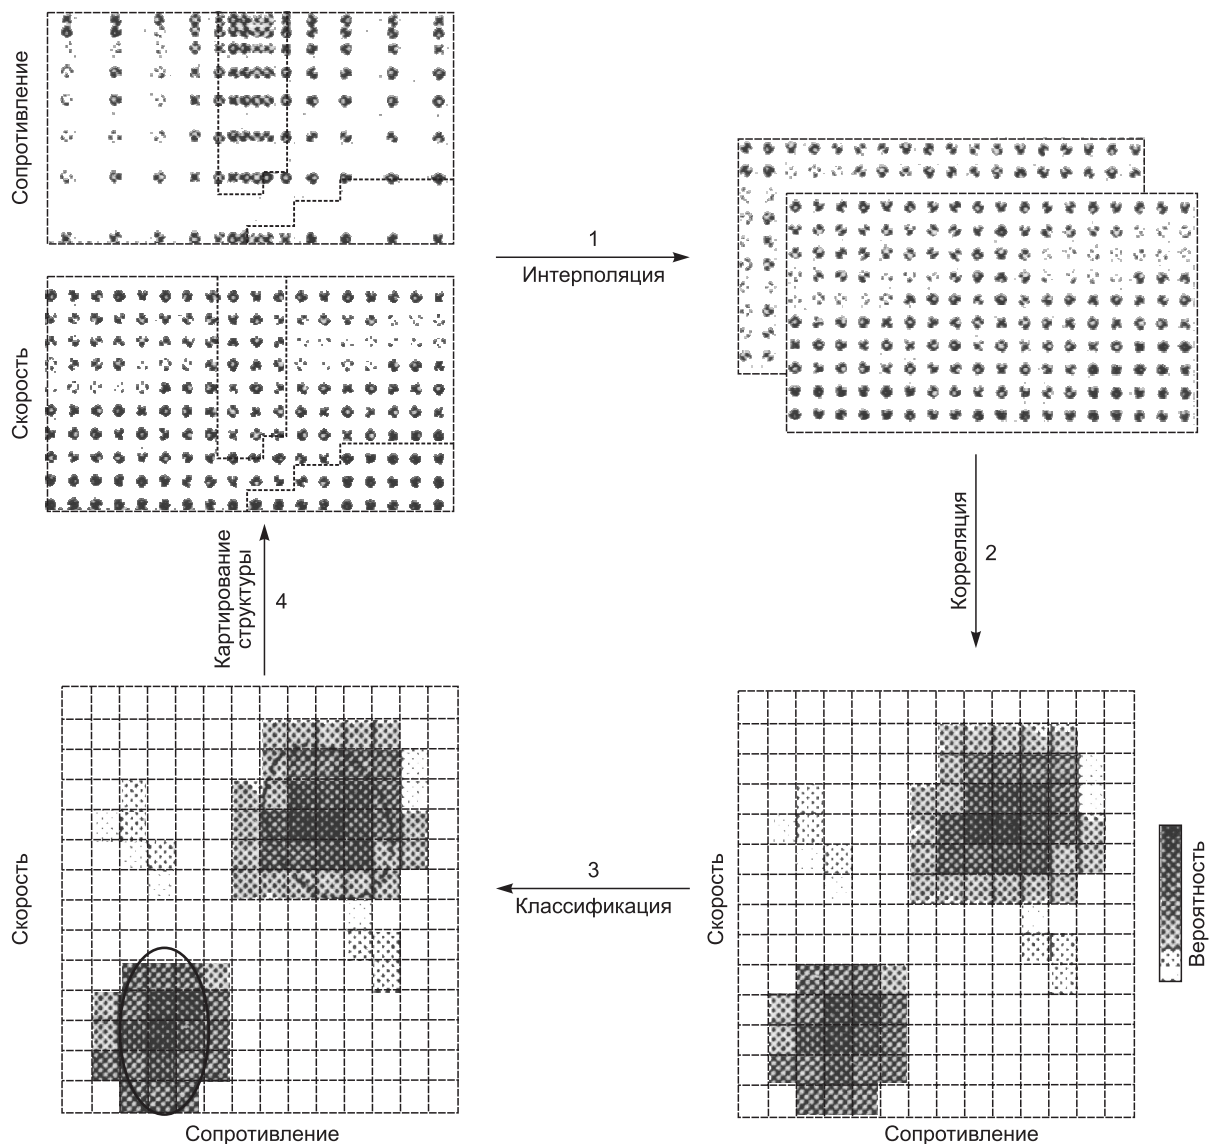 Сопротивление
Скорость
1
Интерполяция
Корреляция
2
Картирование
структуры
4
Скорость
Сопротивление
3
Классификация
Скорость
Сопротивление
Вероятность